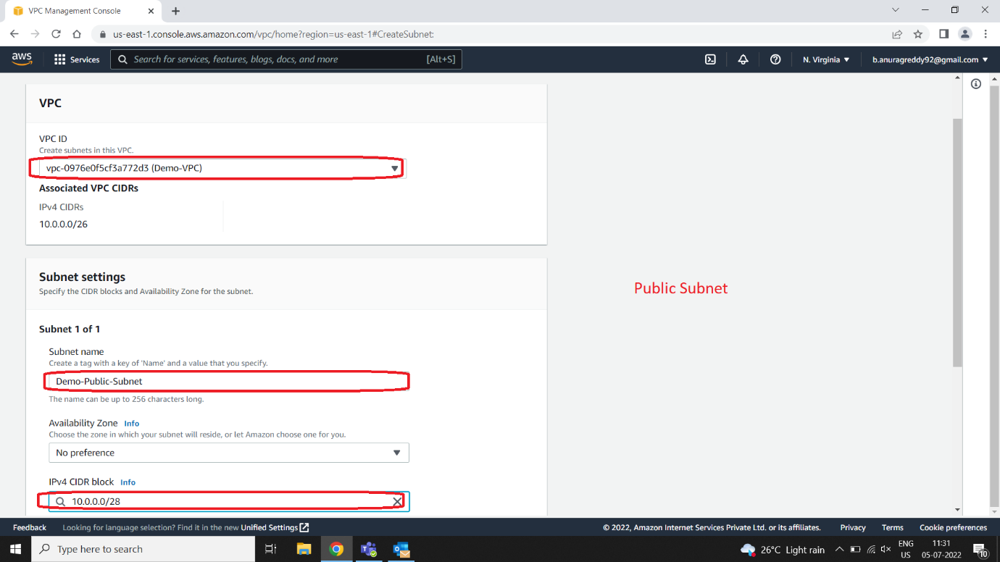 VPC Management Console
us-east-1.console.aws.amazon.com/vpc/home?region=us-east-1#CreateSubnet:
aws
Services
Search for services, features, blogs, docs, and more
[Alt+S]
N. Virginia
b.anuragreddy92@gmail.com
VPC
VPC ID
Create subnets in this VPC.
vpc-0976e0f5cf3a772d3 (Demo-VPC)
Associated VPC CIDRs
IPv4 CIDRs
10.0.0.0/26
Subnet settings
Specify the CIDR blocks and Availability Zone for the subnet.
Public Subnet
Subnet 1 of 1
Subnet name
Create a tag with a key of 'Name' and a value that you specify.
Demo-Public-Subnet
The name can be up to 256 characters long.
Availability Zone Info
Choose the zone in which your subnet will reside, or let Amazon choose one for you.
No preference
IPv4 CIDR block Info
10.0.0.0/28
Feedback
Looking for language selection? Find it in the new Unified Settings
© 2022, Amazon Internet Services Private Ltd. or its affiliates.
Privacy
Terms
Cookie preferences
Type here to search
26°C Light rain
ENG
US
11:31
05-07-2022
10